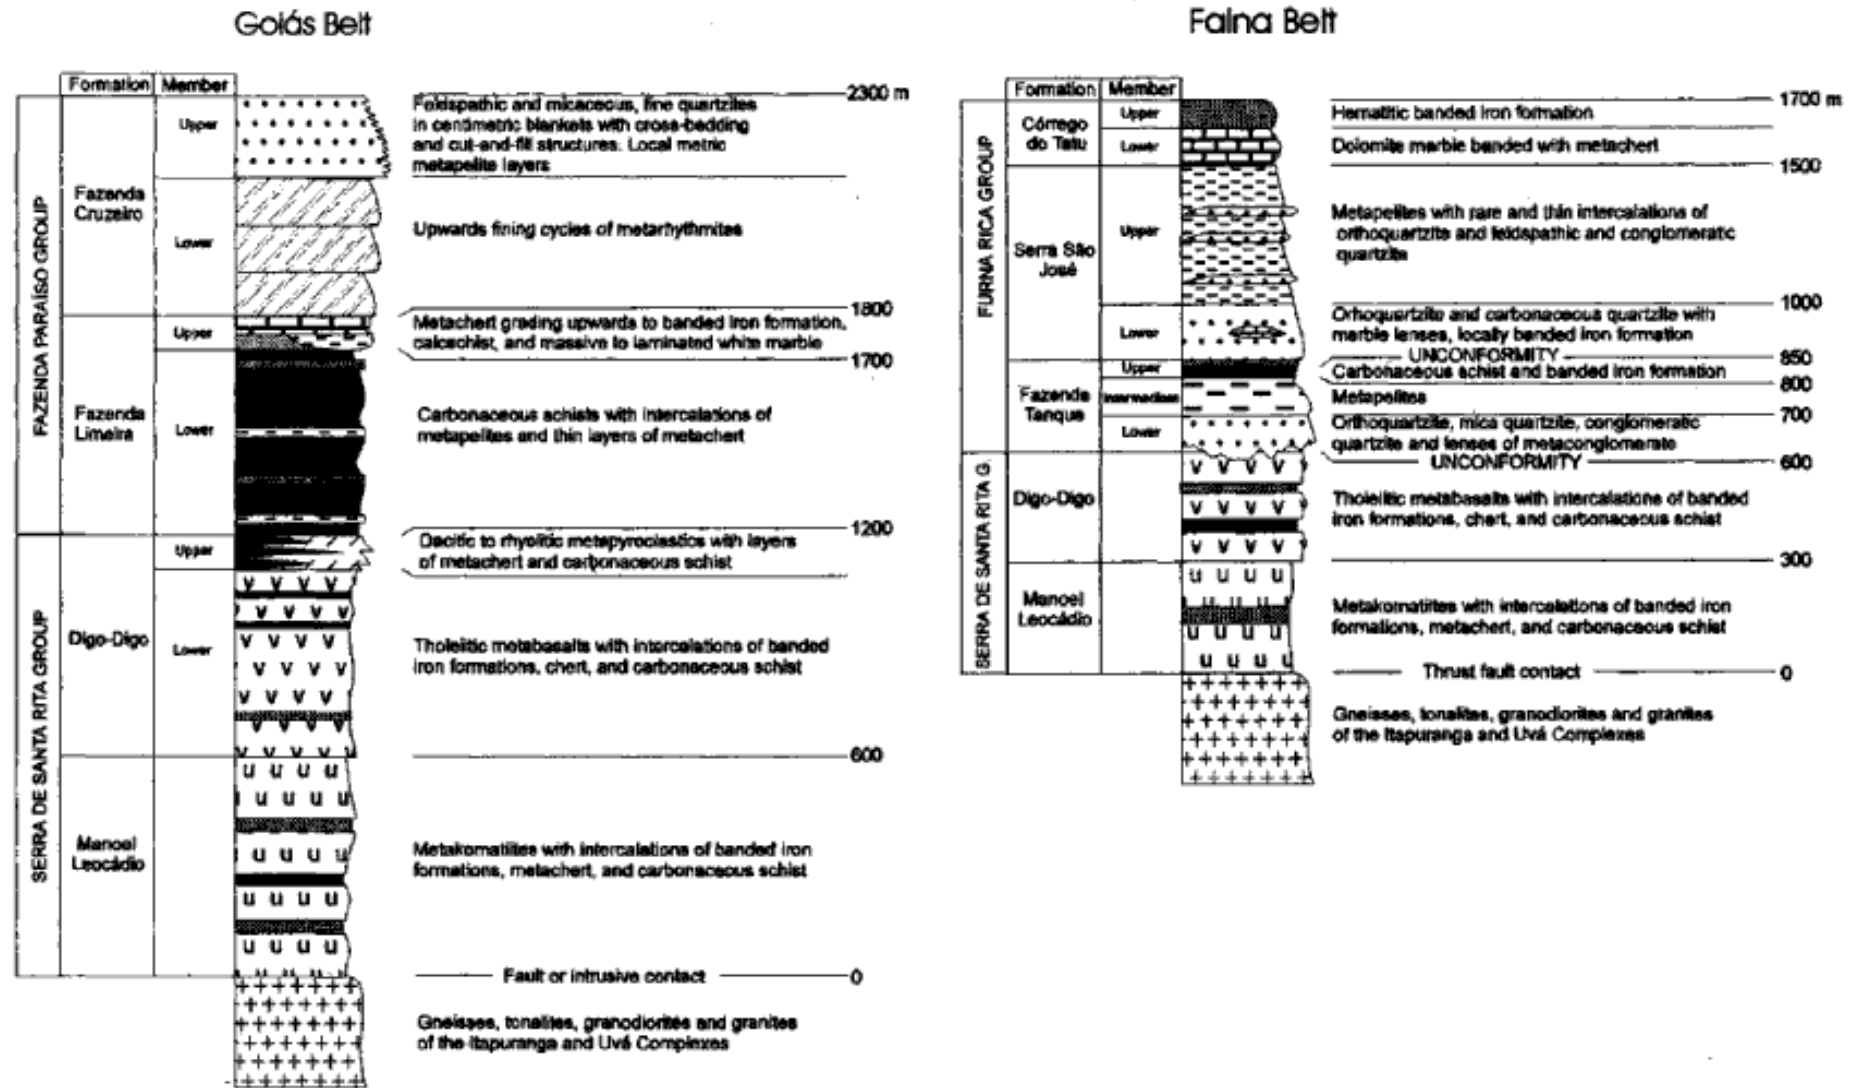 Goiás Belt
Formation Member
FAZENDA PARAÍSO GROUP
SERRA DE SANTA RITA GROUP
Fazenda
Cruzeiro
Upper
Lower
Fazenda
Limeira
Upper
Lower
Digo-Digo
Upper
Lower
Manoel
Leocádio
2300 m
Feldspathic and micaceous, fine quartzites
in centimetric blankets with cross-bedding
and cut-and-fill structures. Local metric
metapelite layers
Upwards fining cycles of metarhythmites
1800
Metachert grading upwards to banded iron formation,
calcschist, and massive to laminated white marble
1700
Carbonaceous schists with intercalations of
metapelites and thin layers of metachert
1200
Dacitic to rhyolitic metapyroclastics with layers
of metachert and carbonaceous schist
Tholeiitic metabasalts with intercalations of banded
iron formations, chert, and carbonaceous schist
600
Metakomatiites with intercalations of banded iron
formations, metachert, and carbonaceous schist
Fault or intrusive contact
0
Gneisses, tonalites, granodiorites and granites
of the Itapuranga and Uvá Complexes
Faina Belt
Formation Member
FURNA RICA GROUP
SERRA DE SANTA RITA G.
Córrego
do Tatu
Upper
Lower
Serra São
José
Upper
Lower
Fazenda
Tanque
Upper
Intermediate
Lower
Digo-Digo
Manoel
Leocádio
1700 m
Hematitic banded iron formation
Dolomite marble banded with metachert
1500
Metapelites with rare and thin intercalations of
orthoquartzite and feldspathic and conglomeratic
quartzite
1000
Orhoquartzite and carbonaceous quartzite with
marble lenses, locally banded iron formation
UNCONFORMITY
850
Carbonaceous schist and banded iron formation
800
Metapelites
700
Orthoquartzite, mica quartzite, conglomeratic
quartzite and lenses of metaconglomerate
UNCONFORMITY
600
Tholeiitic metabasalts with intercalations of banded
iron formations, chert, and carbonaceous schist
300
Metakomatiites with intercalations of banded iron
formations, metachert, and carbonaceous schist
Thrust fault contact
0
Gneisses, tonalites, granodiorites and granites
of the Itapuranga and Uvá Complexes